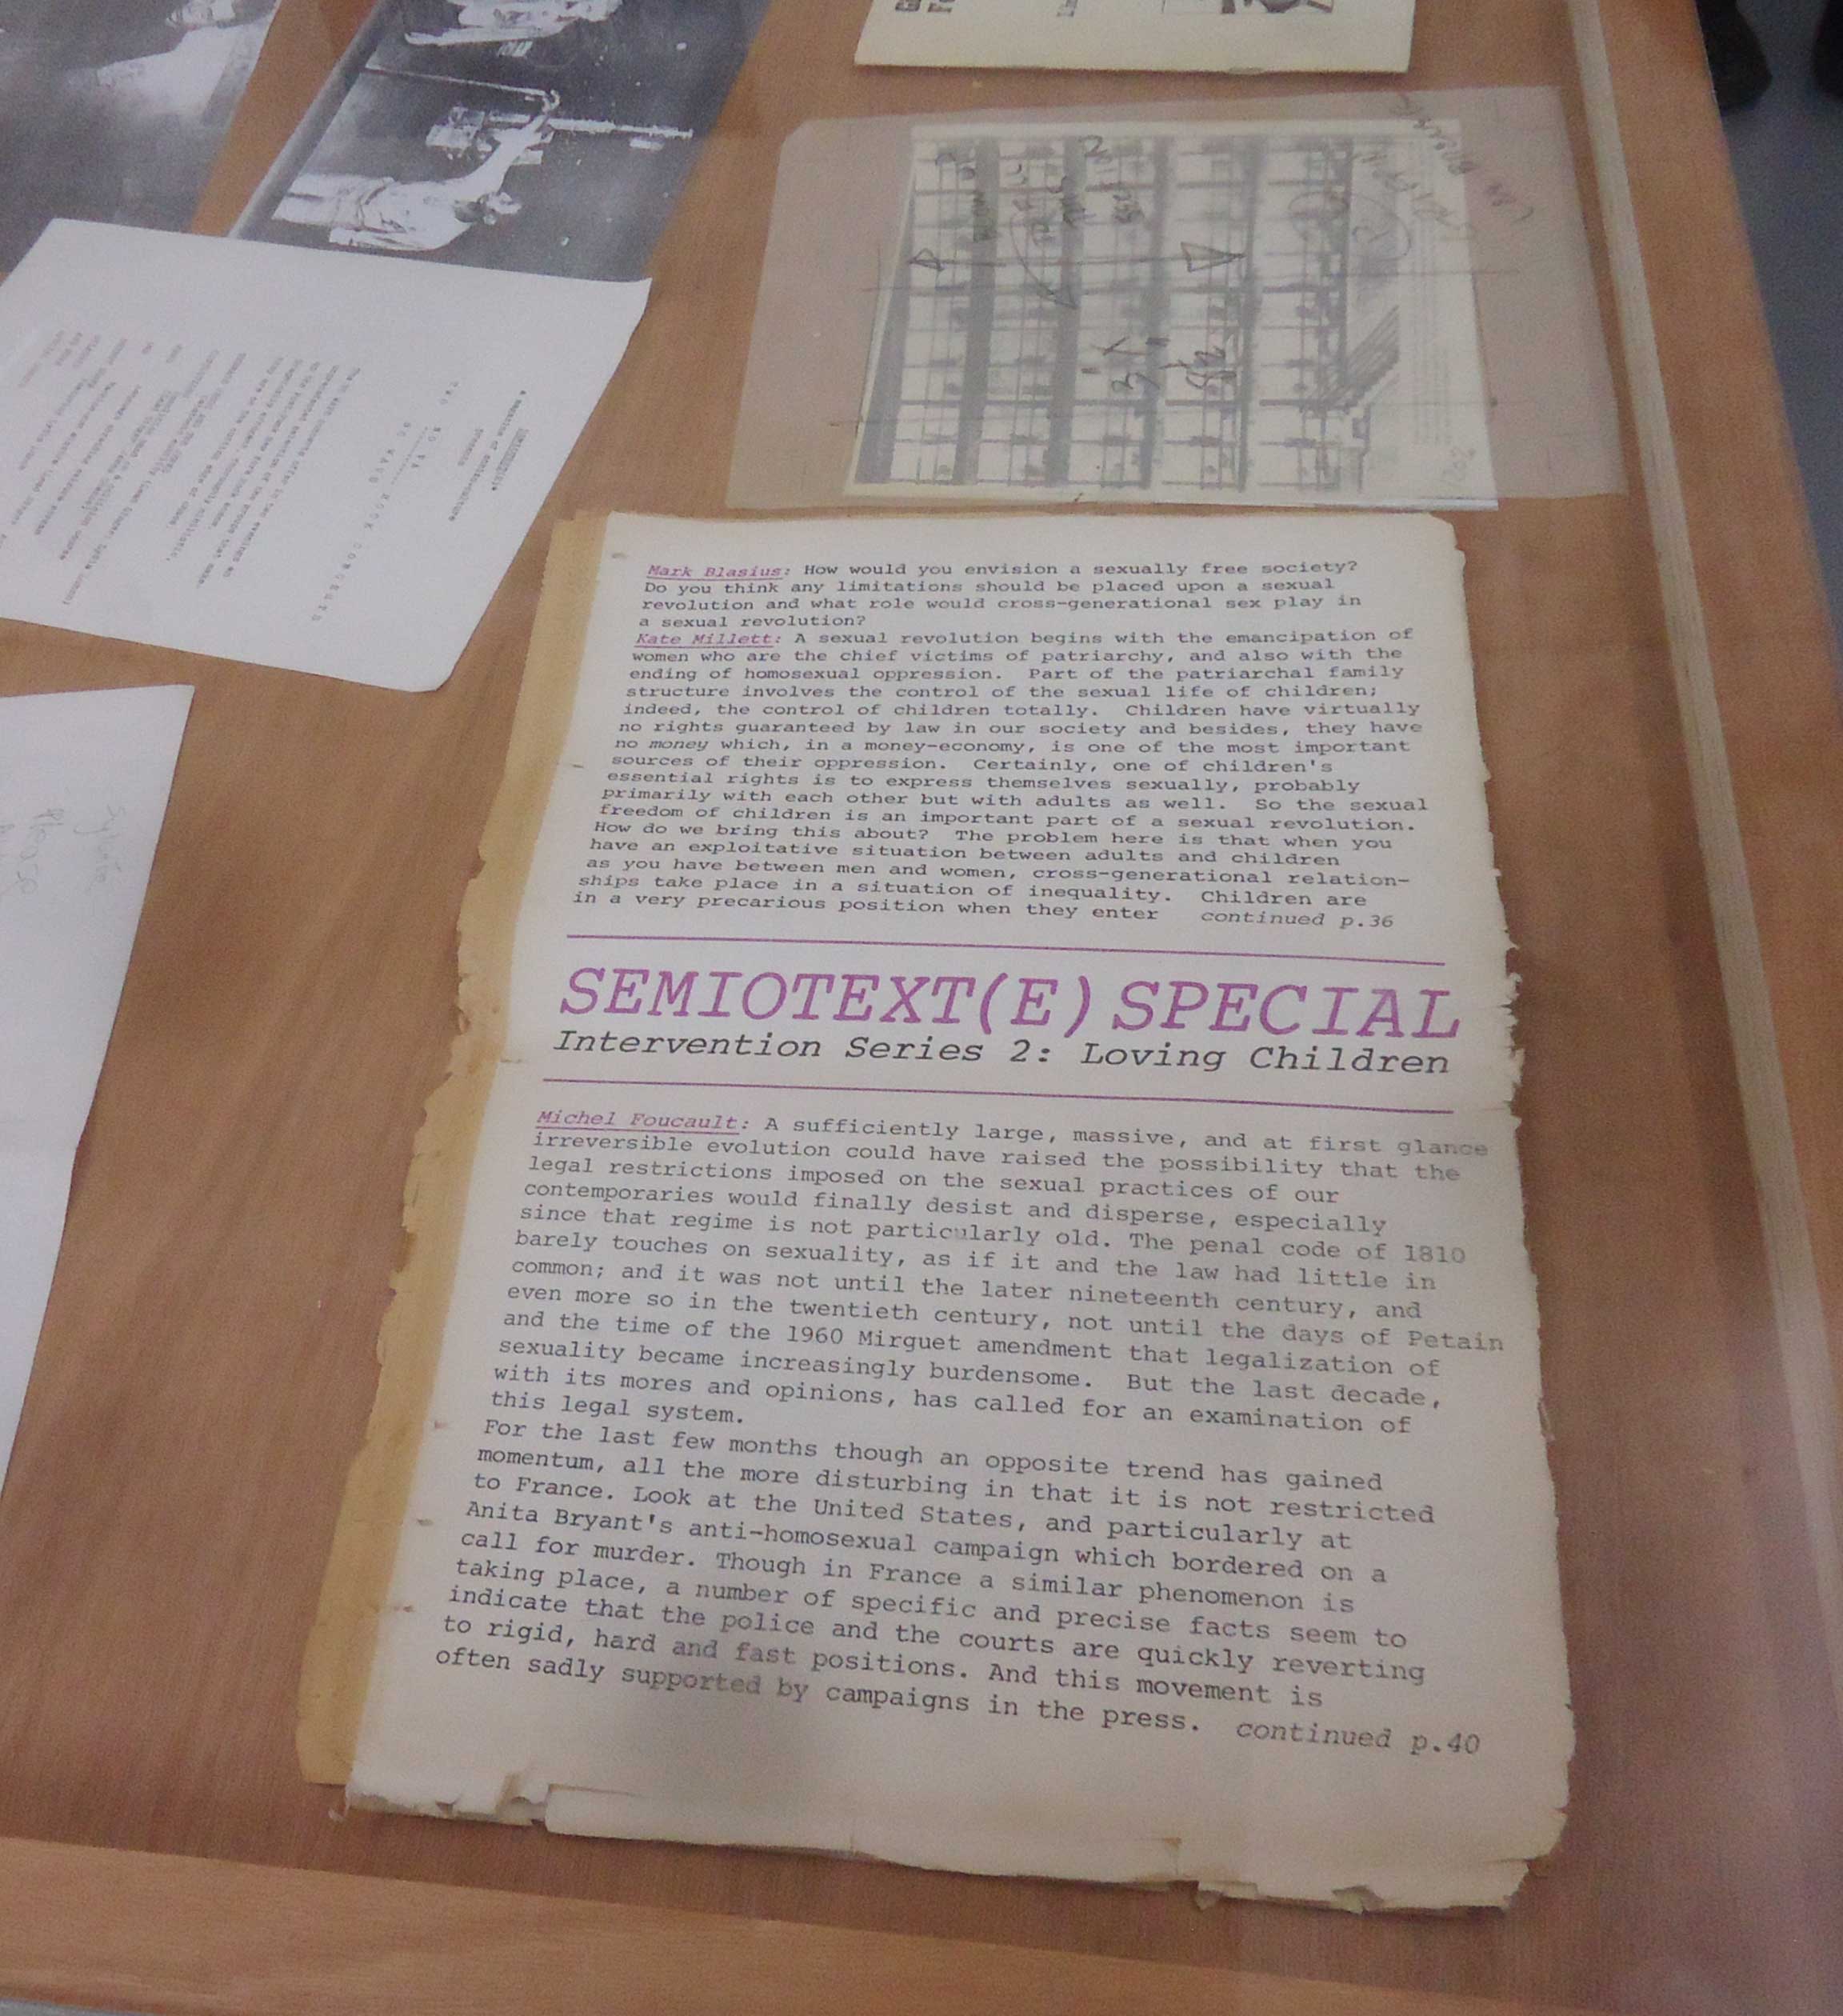 Mark Blasius: How would you envision a sexually free society?
Do you think any limitations should be placed upon a sexual
revolution and what role would cross-generational sex play in
a sexual revolution?
Kate Millett: A sexual revolution begins with the emancipation of
women who are the chief victims of patriarchy, and also with the
ending of homosexual oppression. Part of the patriarchal family
structure involves the control of the sexual life of children;
indeed, the control of children totally. Children have virtually
no rights guaranteed by law in our society and besides, they have
no money which, in a money-economy, is one of the most important
sources of their oppression. Certainly, one of children's
essential rights is to express themselves sexually, probably
primarily with each other but with adults as well. So the sexual
freedom of children is an important part of a sexual revolution.
How do we bring this about? The problem here is that when you
have an exploitative situation between adults and children
as you have between men and women, cross-generational relation-
ships take place in a situation of inequality. Children are
in a very precarious position when they enter continued p.36
SEMIOTEXT(E) SPECIAL
Intervention Series 2: Loving Children
Michel Foucault: A sufficiently large, massive, and at first glance
irreversible evolution could have raised the possibility that the
legal restrictions imposed on the sexual practices of our
contemporaries would finally desist and disperse, especially
since that regime is not particularly old. The penal code of 1810
barely touches on sexuality, as if it and the law had little in
common; and it was not until the later nineteenth century, and
even more so in the twentieth century, not until the days of Petain
and the time of the 1960 Mirguet amendment that legalization of
sexuality became increasingly burdensome. But the last decade,
with its mores and opinions, has called for an examination of
this legal system.
For the last few months though an opposite trend has gained
momentum, all the more disturbing in that it is not restricted
to France. Look at the United States, and particularly at
Anita Bryant's anti-homosexual campaign which bordered on a
call for murder. Though in France a similar phenomenon is
taking place, a number of specific and precise facts seem to
indicate that the police and the courts are quickly reverting
to rigid, hard and fast positions. And this movement is
often sadly supported by campaigns in the press. continued p.40